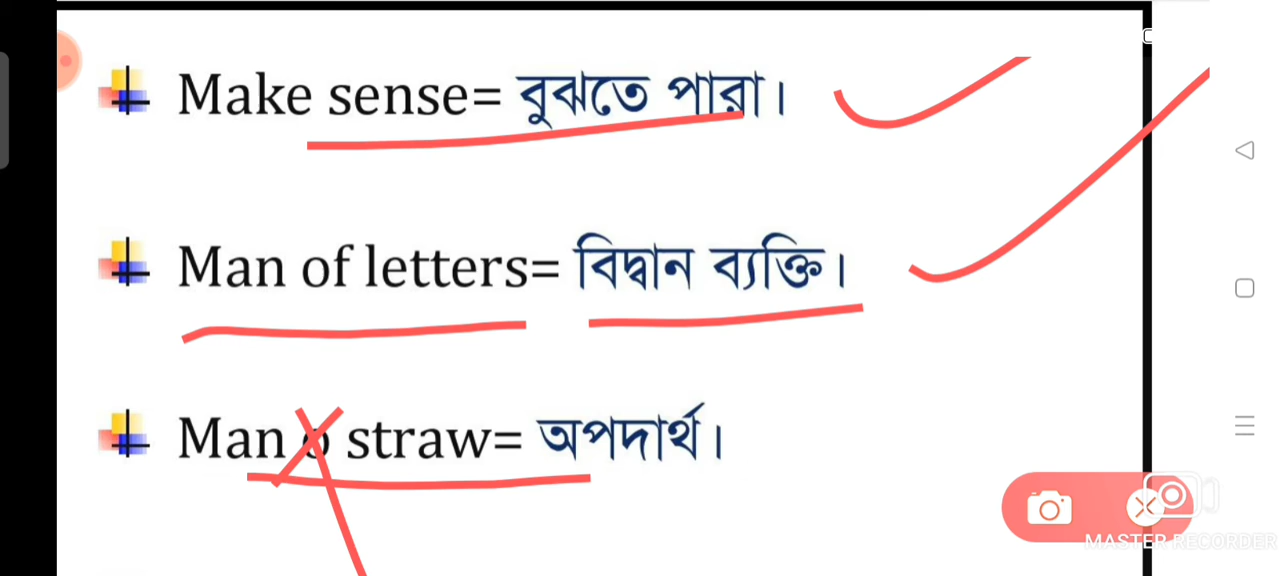 Make sense= বুঝতে পারা।
Man of letters= বিদ্বান ব্যক্তি।
Man o straw= অপদার্থ।
MASTER RECORDER